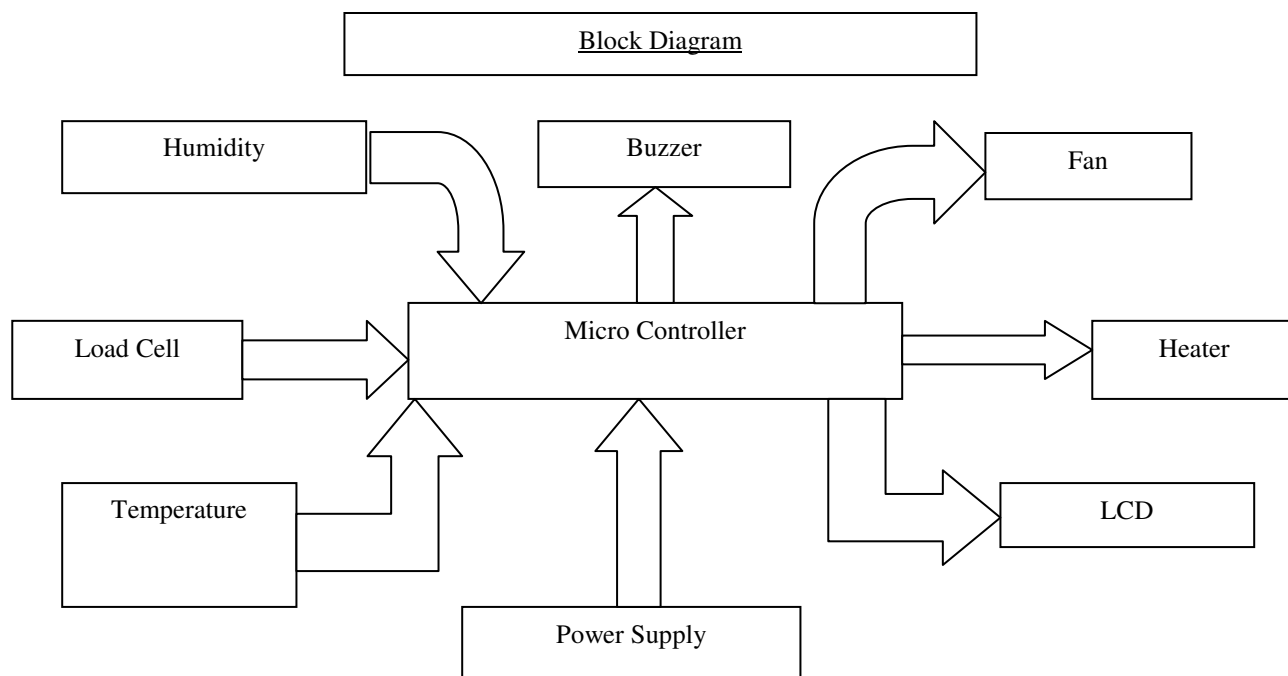 Block Diagram
Humidity
Buzzer
Fan
Load Cell
Micro Controller
Heater
Temperature
LCD
Power Supply